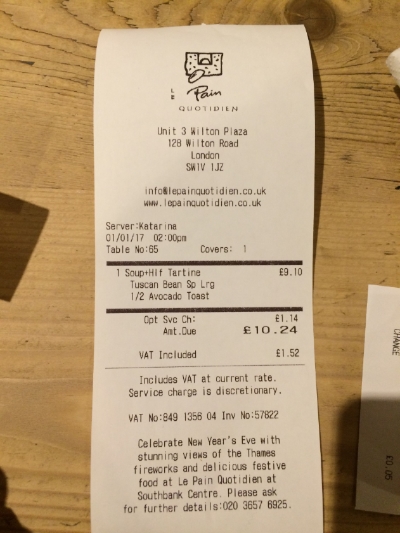 LE
Pain
QUOTIDIEN
Unit 3 Wilton Plaza
128 Wilton Road
London
SW1V 1JZ
info@lepainquotidien.co.uk
www.lepainquotidien.co.uk
Server:Katarina
01/01/17 02:00pm
Table No:65 Covers: 1
1 Soup+Hlf Tartine £9.10
Tuscan Bean Sp Lrg
1/2 Avocado Toast
Opt Svc Ch: £1.14
Amt.Due £10.24
VAT Included £1.52
Includes VAT at current rate.
Service charge is discretionary.
VAT No:849 1356 04 Inv No:57822
Celebrate New Year's Eve with
stunning views of the Thames
fireworks and delicious festive
food at Le Pain Quotidien at
Southbank Centre. Please ask
for further details:020 3657 6925.
CHANCE
£0.05